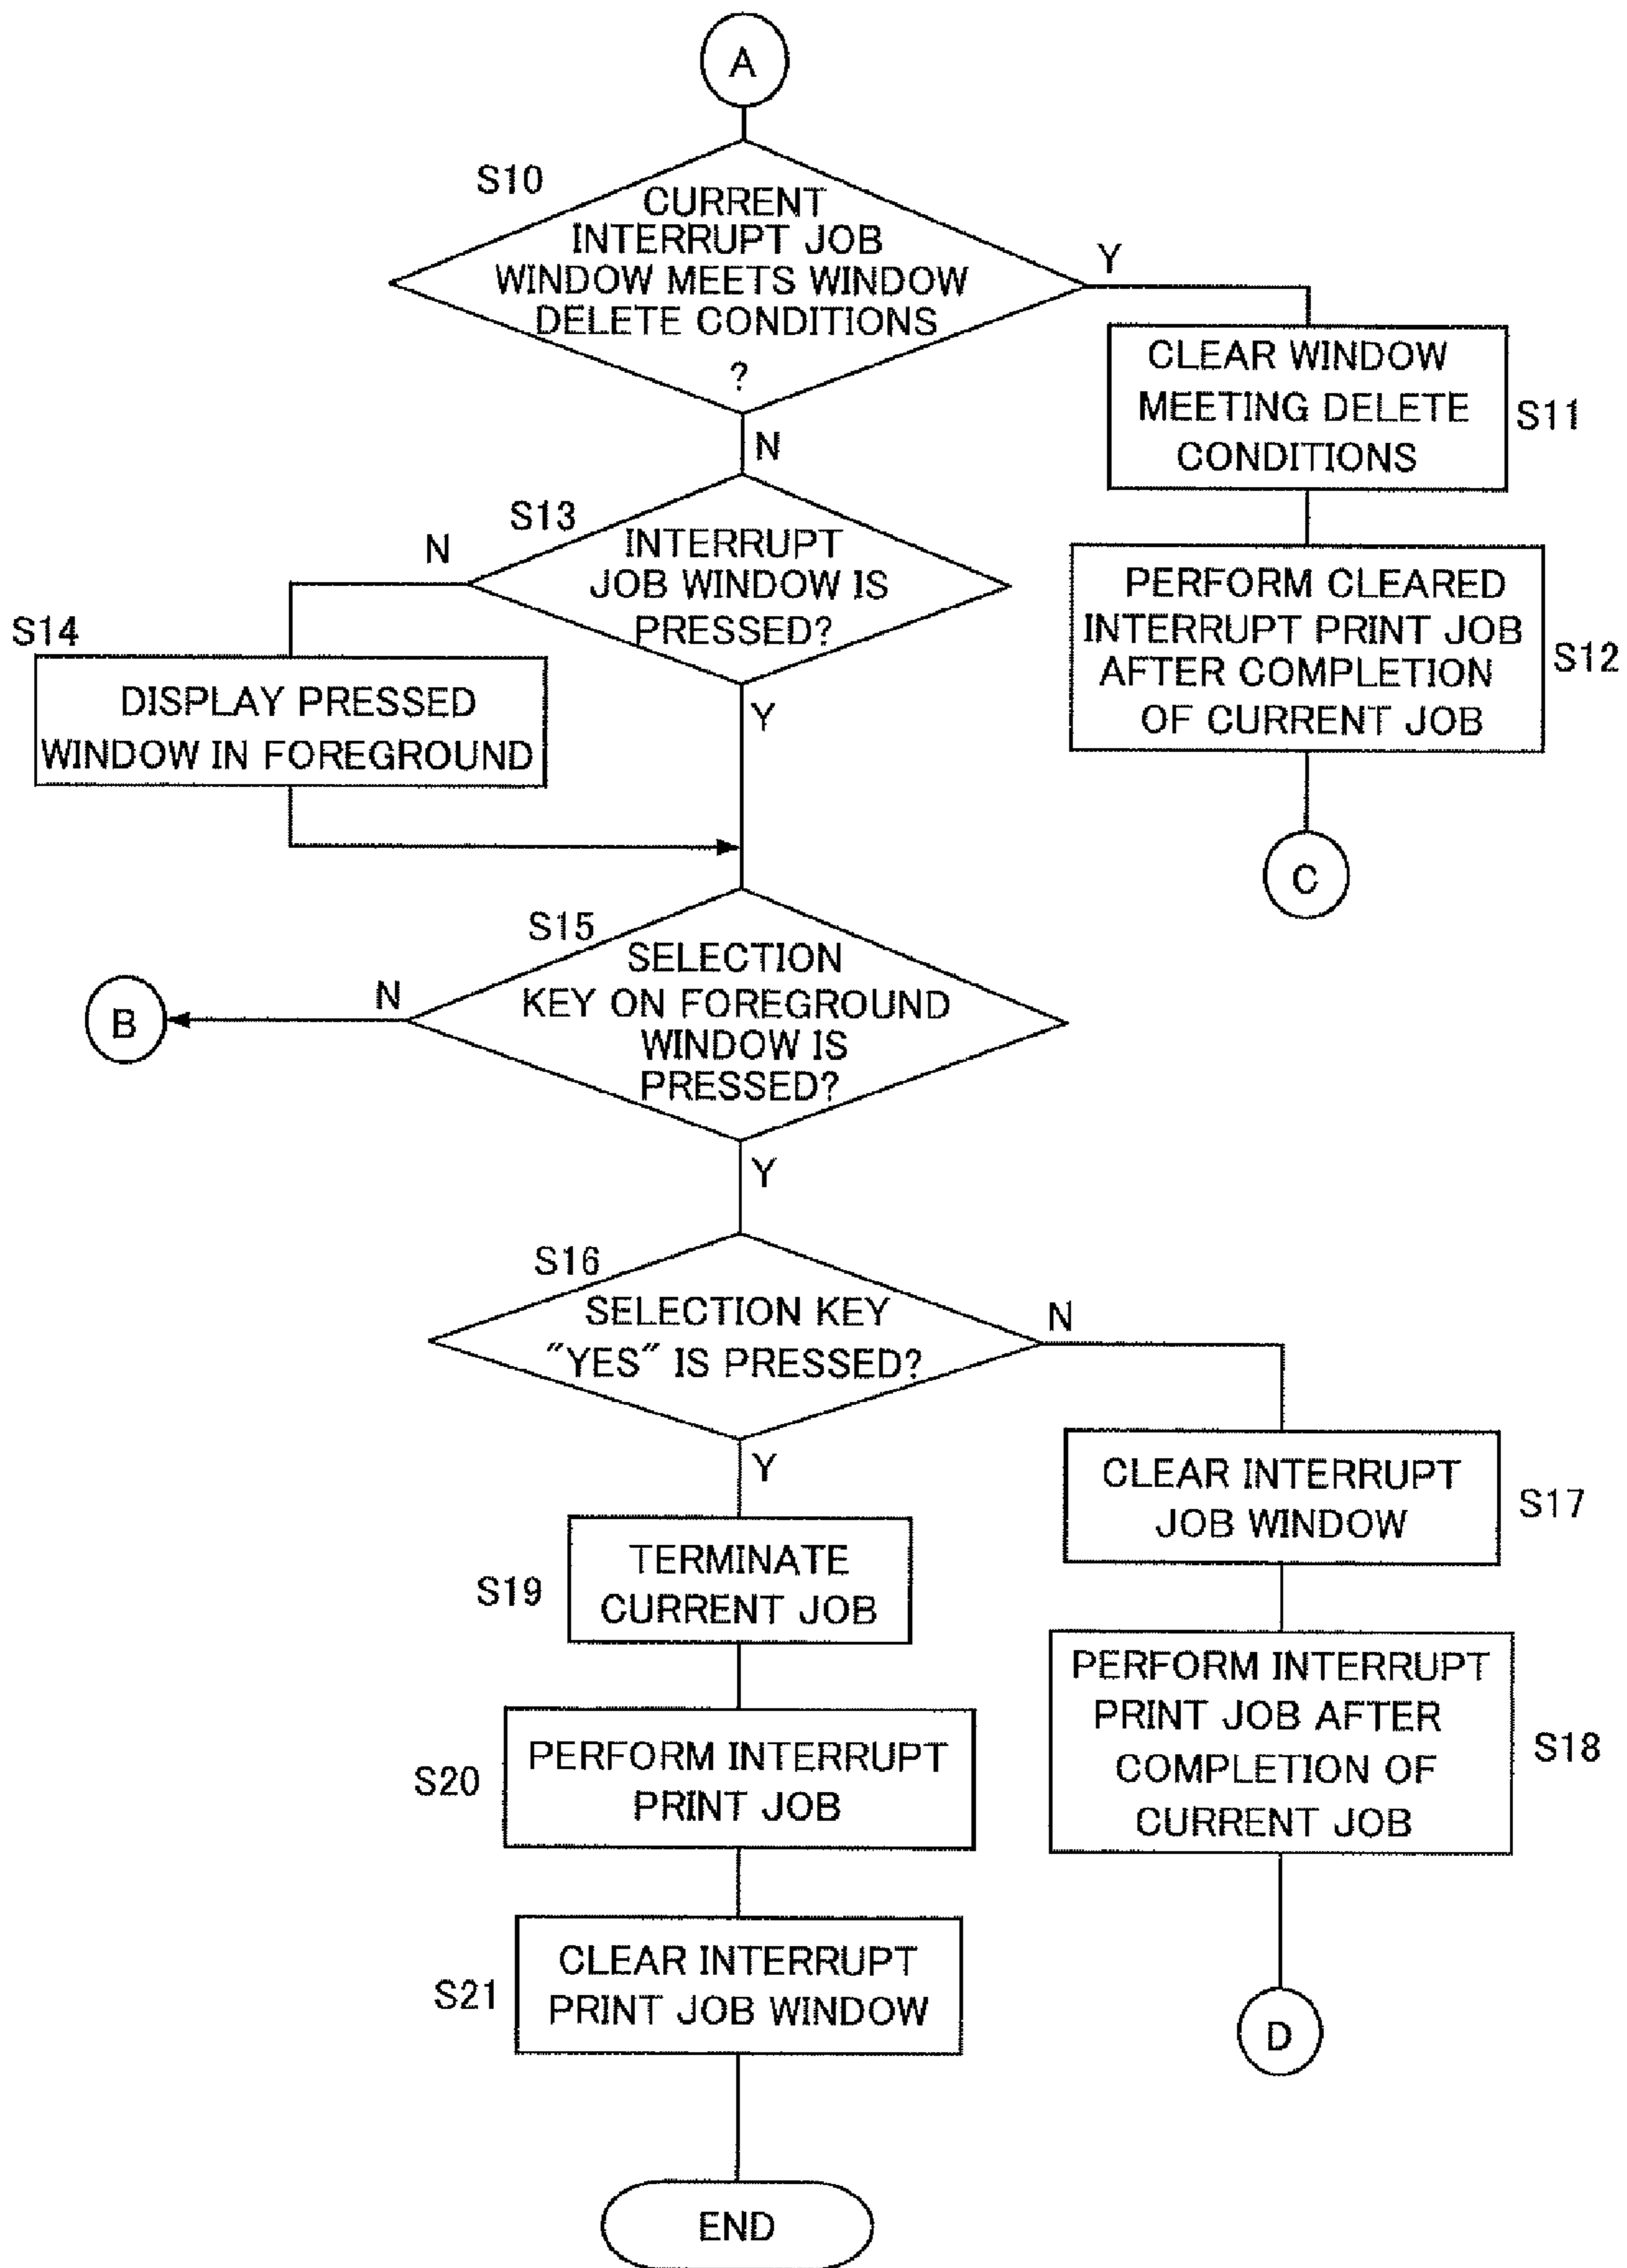 A
S10
CURRENT
INTERRUPT JOB
WINDOW MEETS WINDOW
DELETE CONDITIONS
?
Y
CLEAR WINDOW
MEETING DELETE
CONDITIONS
S11
N
S13
INTERRUPT
JOB WINDOW IS
PRESSED?
N
PERFORM CLEARED
INTERRUPT PRINT JOB
AFTER COMPLETION
OF CURRENT JOB
S12
S14
DISPLAY PRESSED
WINDOW IN FOREGROUND
Y
C
S15
SELECTION
KEY ON FOREGROUND
WINDOW IS
PRESSED?
N
B
Y
S16
SELECTION KEY
"YES" IS PRESSED?
N
Y
CLEAR INTERRUPT
JOB WINDOW
S17
S19
TERMINATE
CURRENT JOB
PERFORM INTERRUPT
PRINT JOB AFTER
COMPLETION OF
CURRENT JOB
S18
S20
PERFORM INTERRUPT
PRINT JOB
S21
CLEAR INTERRUPT
PRINT JOB WINDOW
D
END